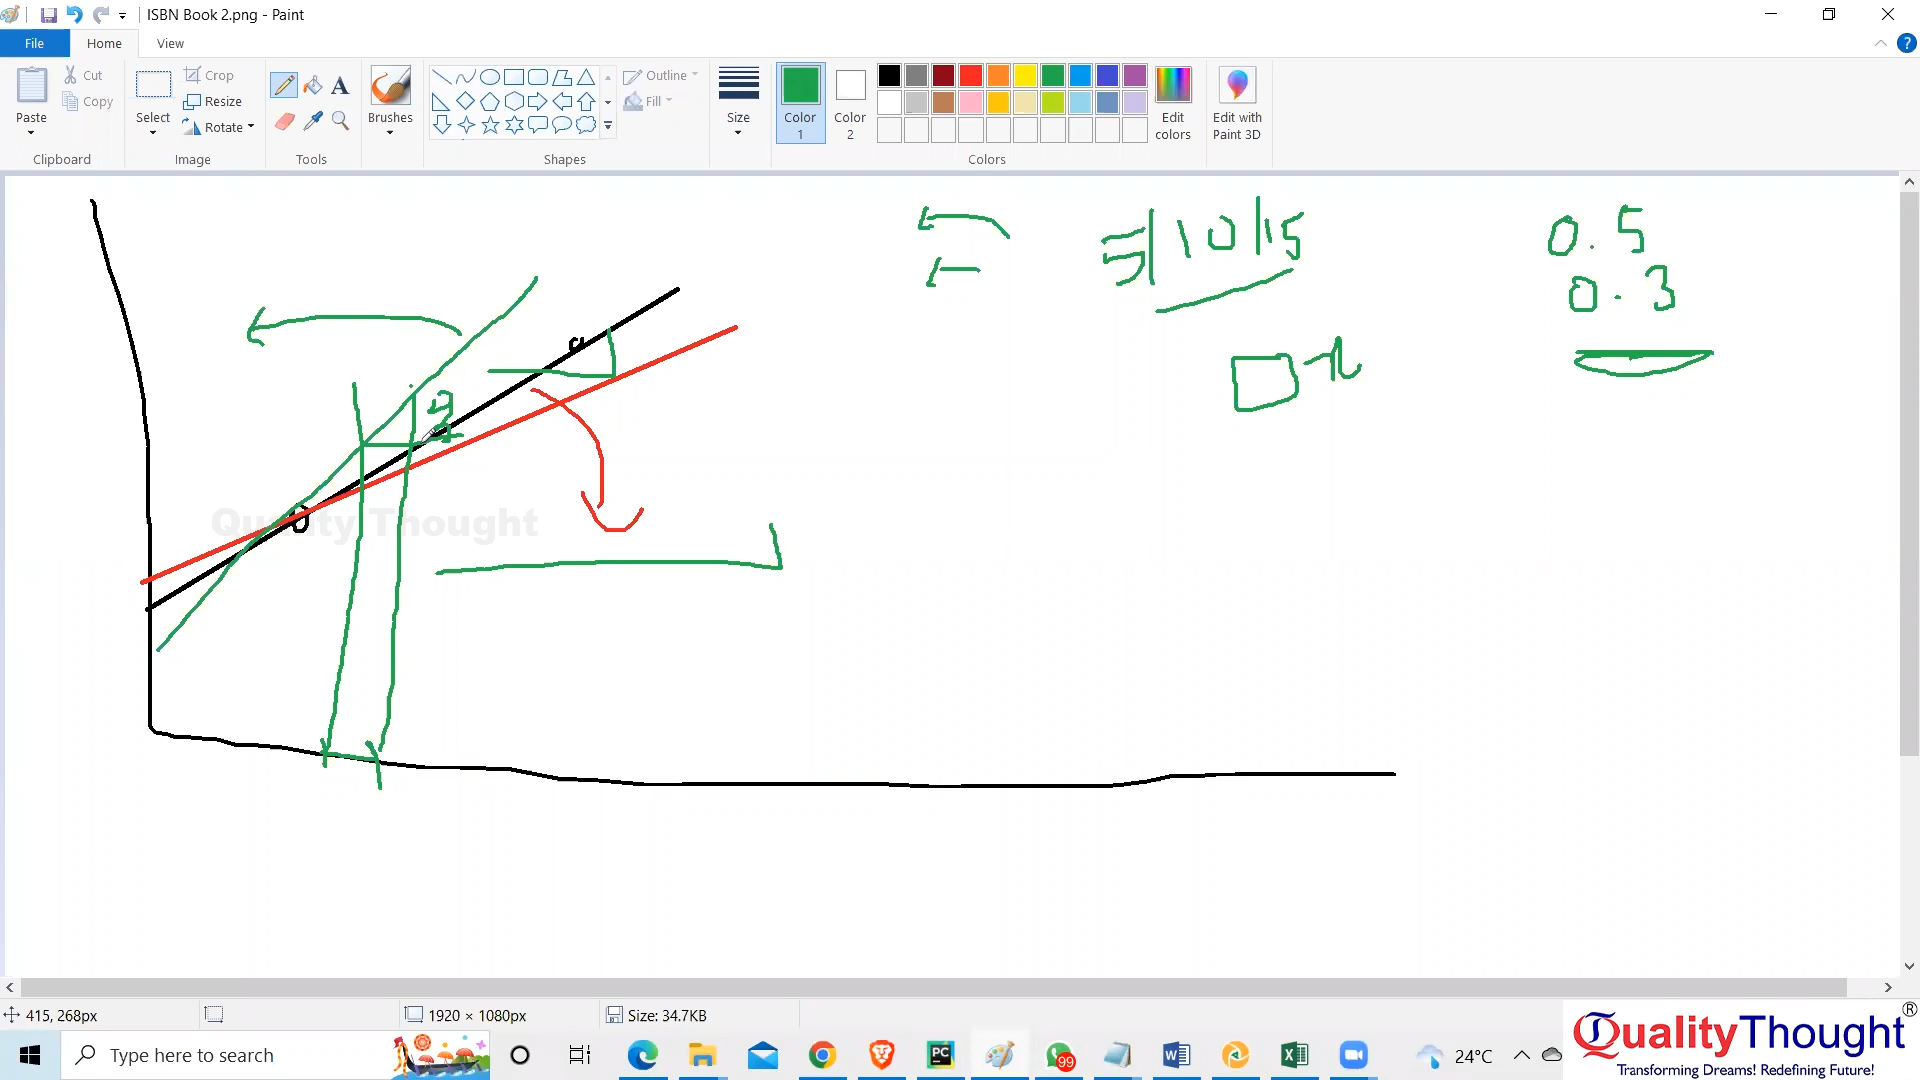 ISBN Book 2.png - Paint
File Home View
Paste
Cut
Copy
Clipboard
Select
Crop
Resize
Rotate
Image
Tools
Brushes
Shapes
Outline
Fill
Size
Color 1
Color 2
Colors
Edit colors
Edit with Paint 3D
5 | 10 | 15
0.5
0.3
Quality Thought
415, 268px
1920 × 1080px
Size: 34.7KB
Type here to search
PC
99
24°C
QualityThought ®
Transforming Dreams! Redefining Future!